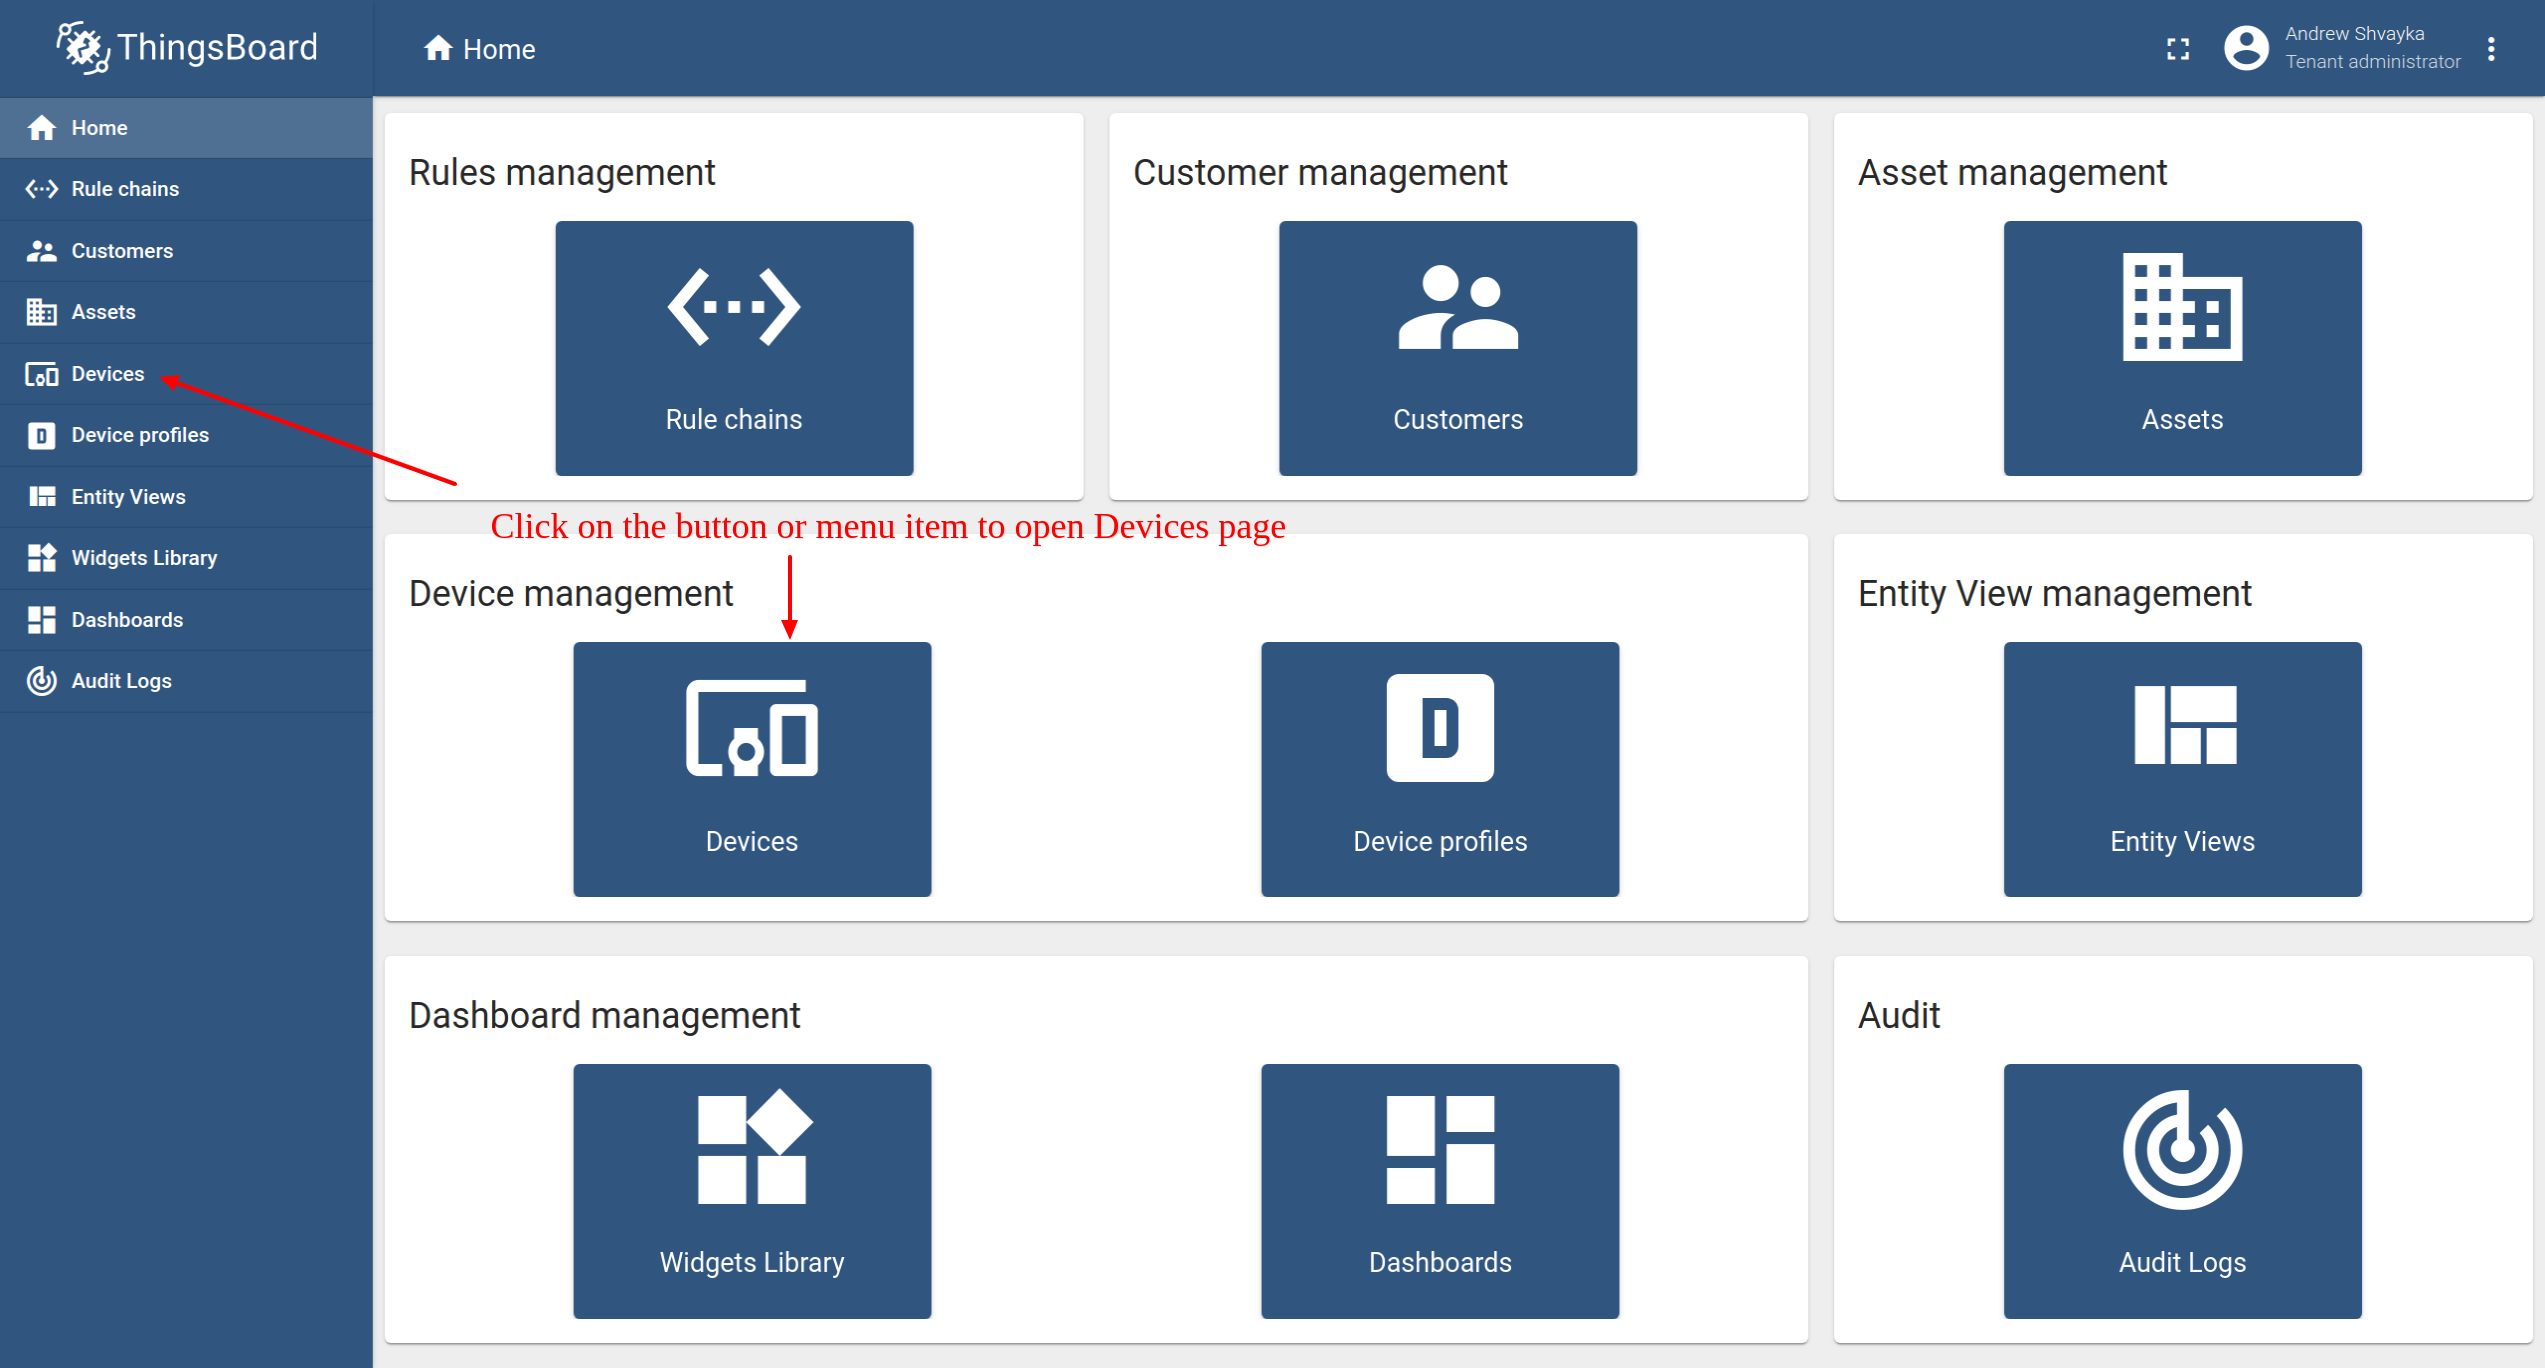 ThingsBoard
Home
Andrew Shvayka
Tenant administrator
Home
Rule chains
Customers
Assets
Devices
Device profiles
Entity Views
Widgets Library
Dashboards
Audit Logs
Rules management
Rule chains
Customer management
Customers
Asset management
Assets
Click on the button or menu item to open Devices page
Device management
Devices
D
Device profiles
Entity View management
Entity Views
Dashboard management
Widgets Library
Dashboards
Audit
Audit Logs